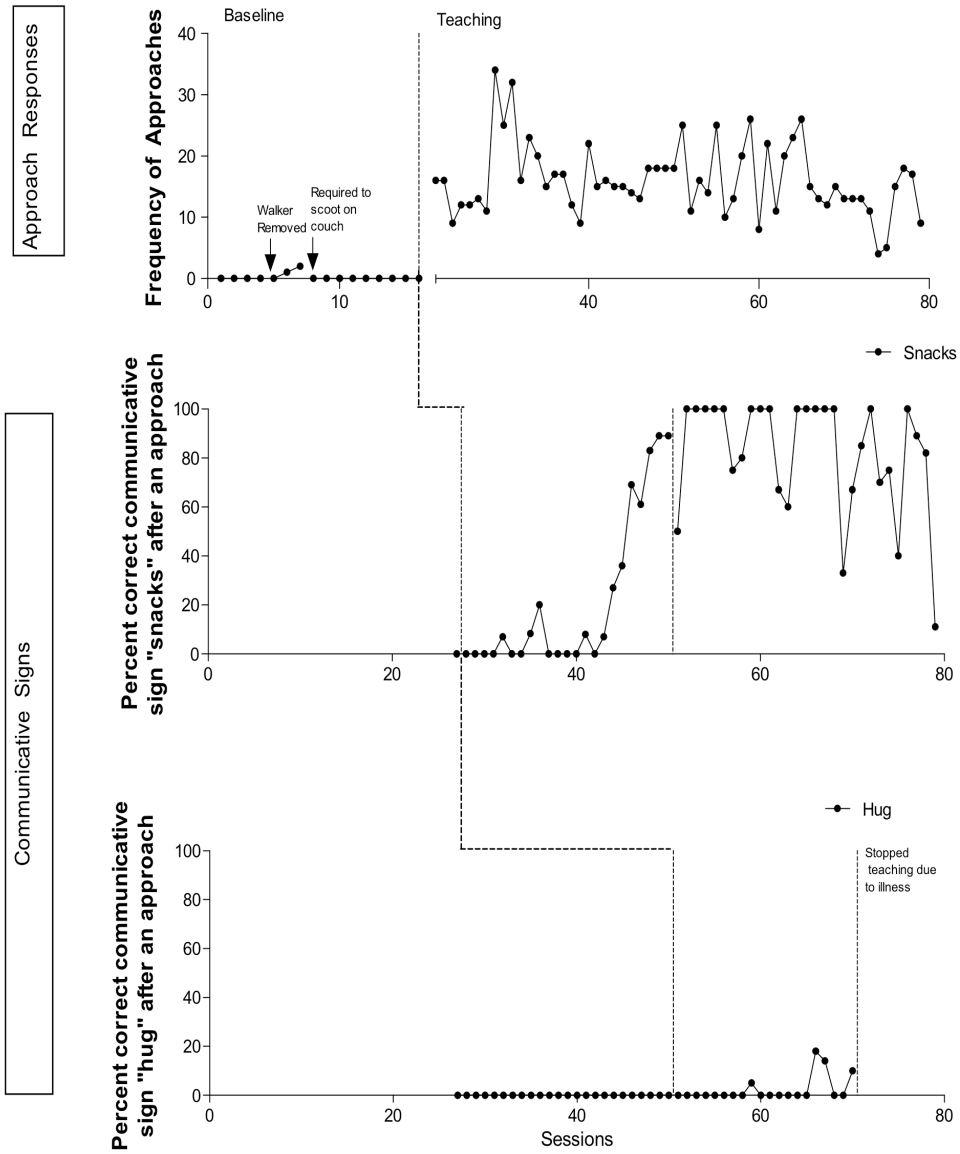 Baseline
Teaching
Approach Responses
Frequency of Approaches
40
30
20
10
0
Walker
Removed
Required to
scoot on
couch
0
10
40
60
80
Snacks
Communicative Signs
Percent correct communicative
sign "snacks" after an approach
100
80
60
40
20
0
0
20
40
60
80
Hug
Percent correct communicative
sign "hug" after an approach
100
80
60
40
20
0
Stopped
teaching due
to illness
0
20
40
60
80
Sessions